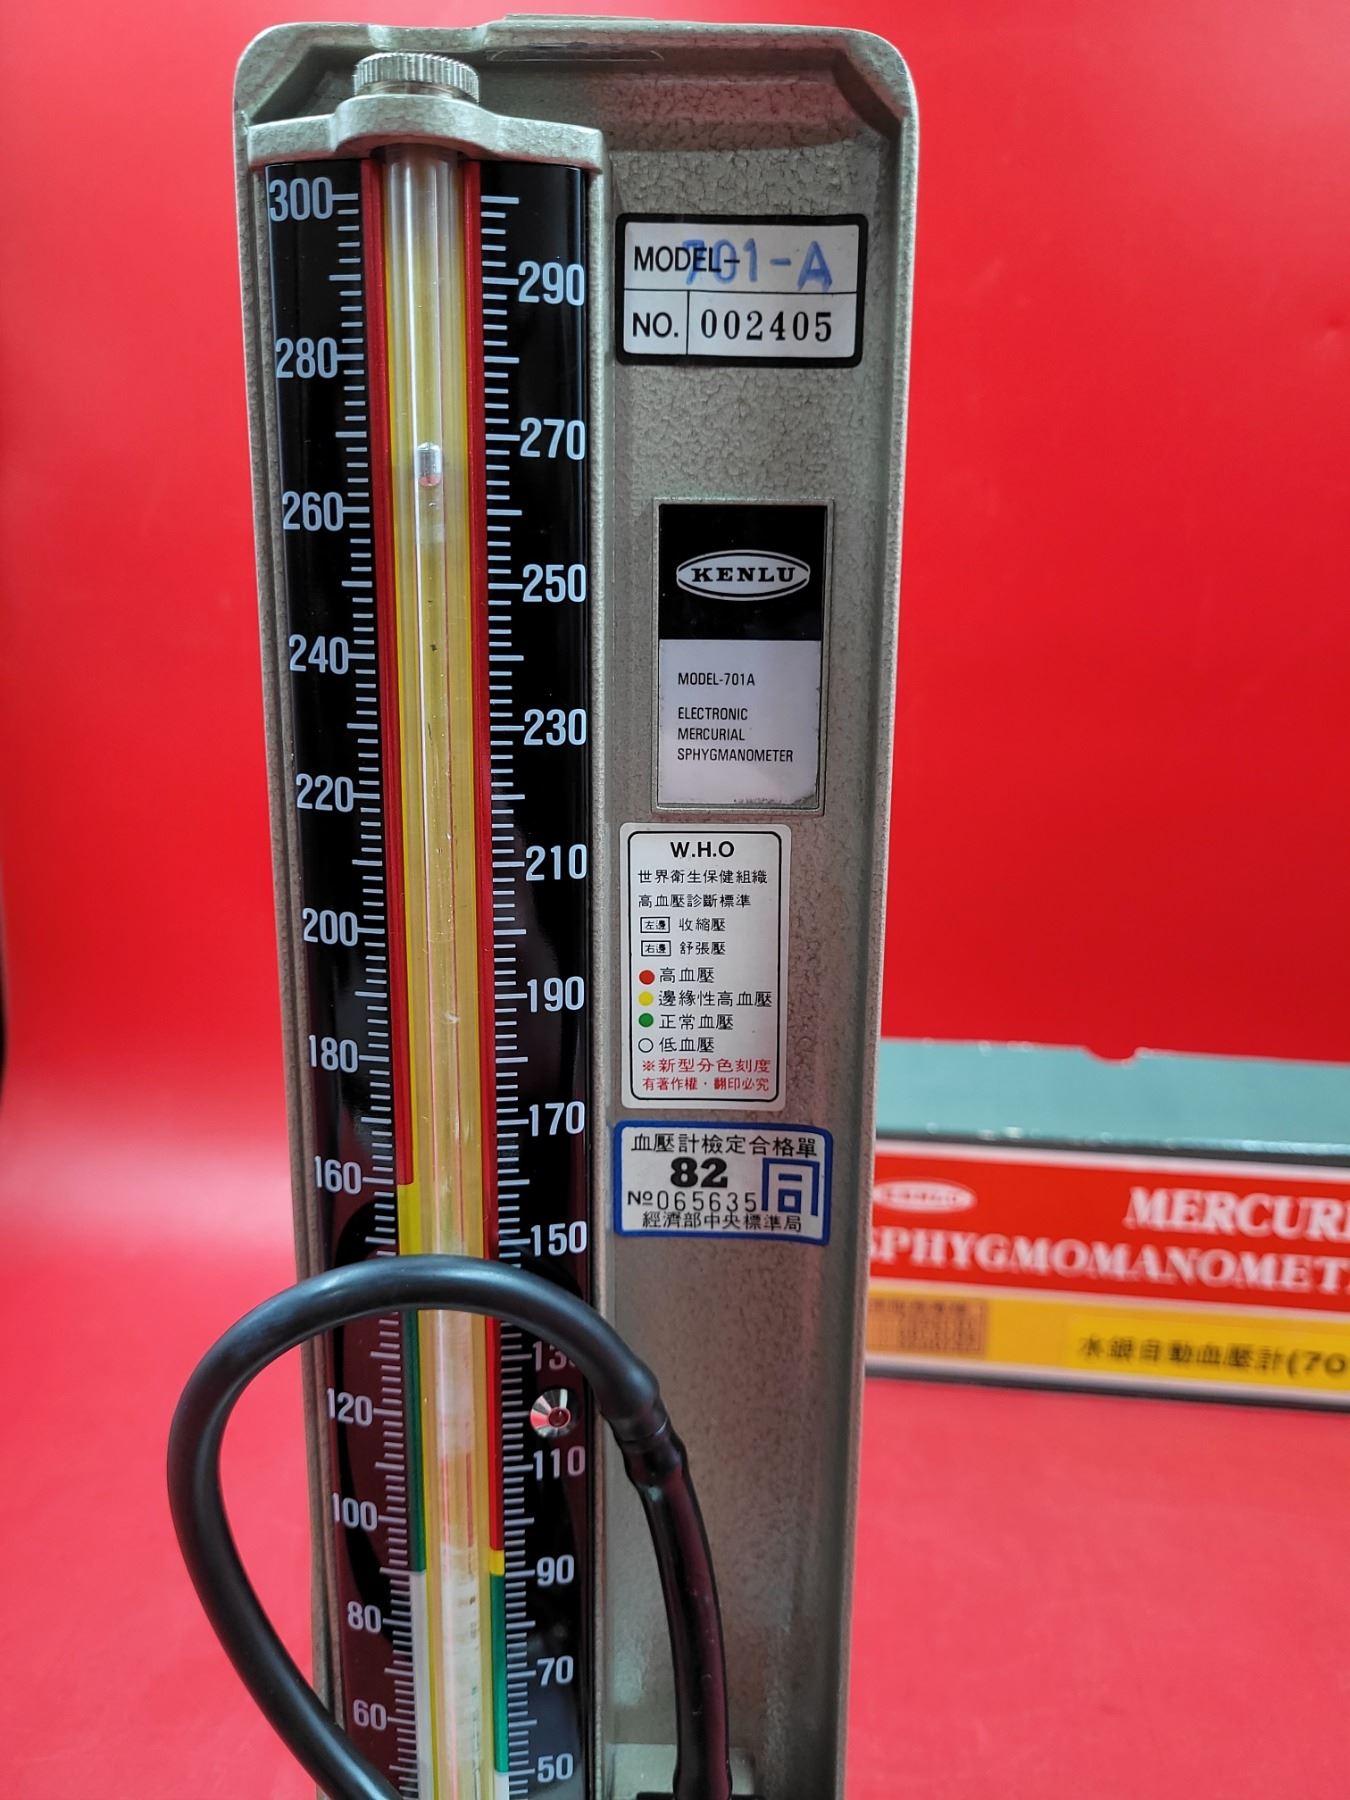 300
290
280
270
260
250
240
230
220
210
200
190
180
170
160
150
120
110
100
90
80
70
60
50
MODEL-701-A
NO. 002405
KENLU
MODEL-701A
ELECTRONIC
MERCURIAL
SPHYGMANOMETER
W.H.O
世界衛生保健組織
高血壓診斷標準
左邊 收縮壓
右邊 舒張壓
高血壓
邊緣性高血壓
正常血壓
低血壓
※新型分色刻度
有著作權·翻印必究
血壓計檢定合格單
82 同
No065635
經濟部中央標準局
KENLU
MERCURI
SPHYGMOMANOMET
水銀自動血壓計(70